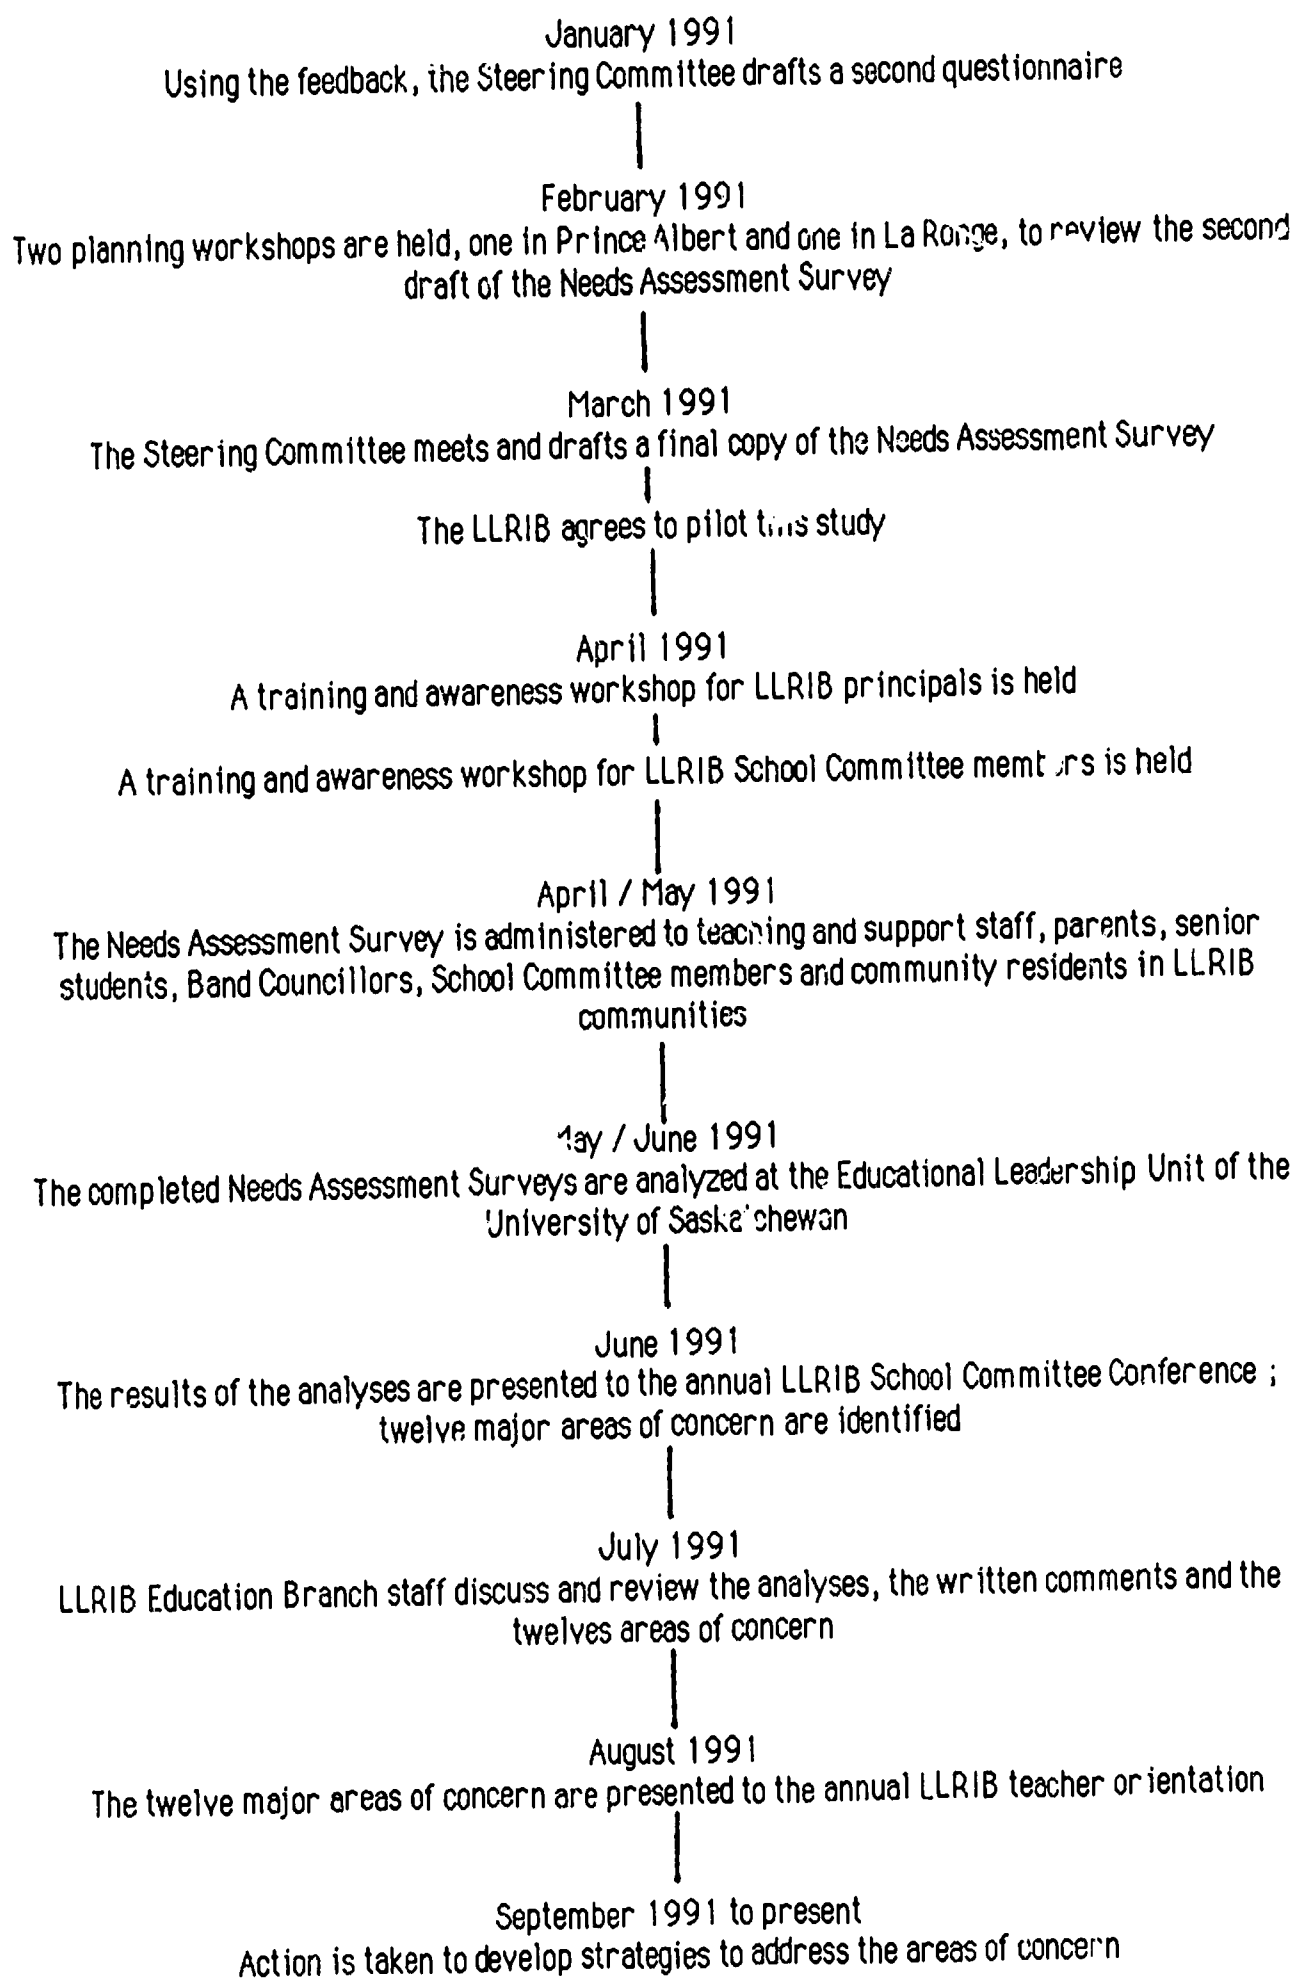 January 1991
Using the feedback, the Steering Committee drafts a second questionnaire
February 1991
Two planning workshops are held, one in Prince Albert and one in La Ronge, to review the second
draft of the Needs Assessment Survey
March 1991
The Steering Committee meets and drafts a final copy of the Needs Assessment Survey
The LLRIB agrees to pilot this study
April 1991
A training and awareness workshop for LLRIB principals is held
A training and awareness workshop for LLRIB School Committee members is held
April / May 1991
The Needs Assessment Survey is administered to teaching and support staff, parents, senior
students, Band Councillors, School Committee members and community residents in LLRIB
communities
May / June 1991
The completed Needs Assessment Surveys are analyzed at the Educational Leadership Unit of the
University of Saskatchewan
June 1991
The results of the analyses are presented to the annual LLRIB School Committee Conference ;
twelve major areas of concern are identified
July 1991
LLRIB Education Branch staff discuss and review the analyses, the written comments and the
twelves areas of concern
August 1991
The twelve major areas of concern are presented to the annual LLRIB teacher orientation
September 1991 to present
Action is taken to develop strategies to address the areas of concern